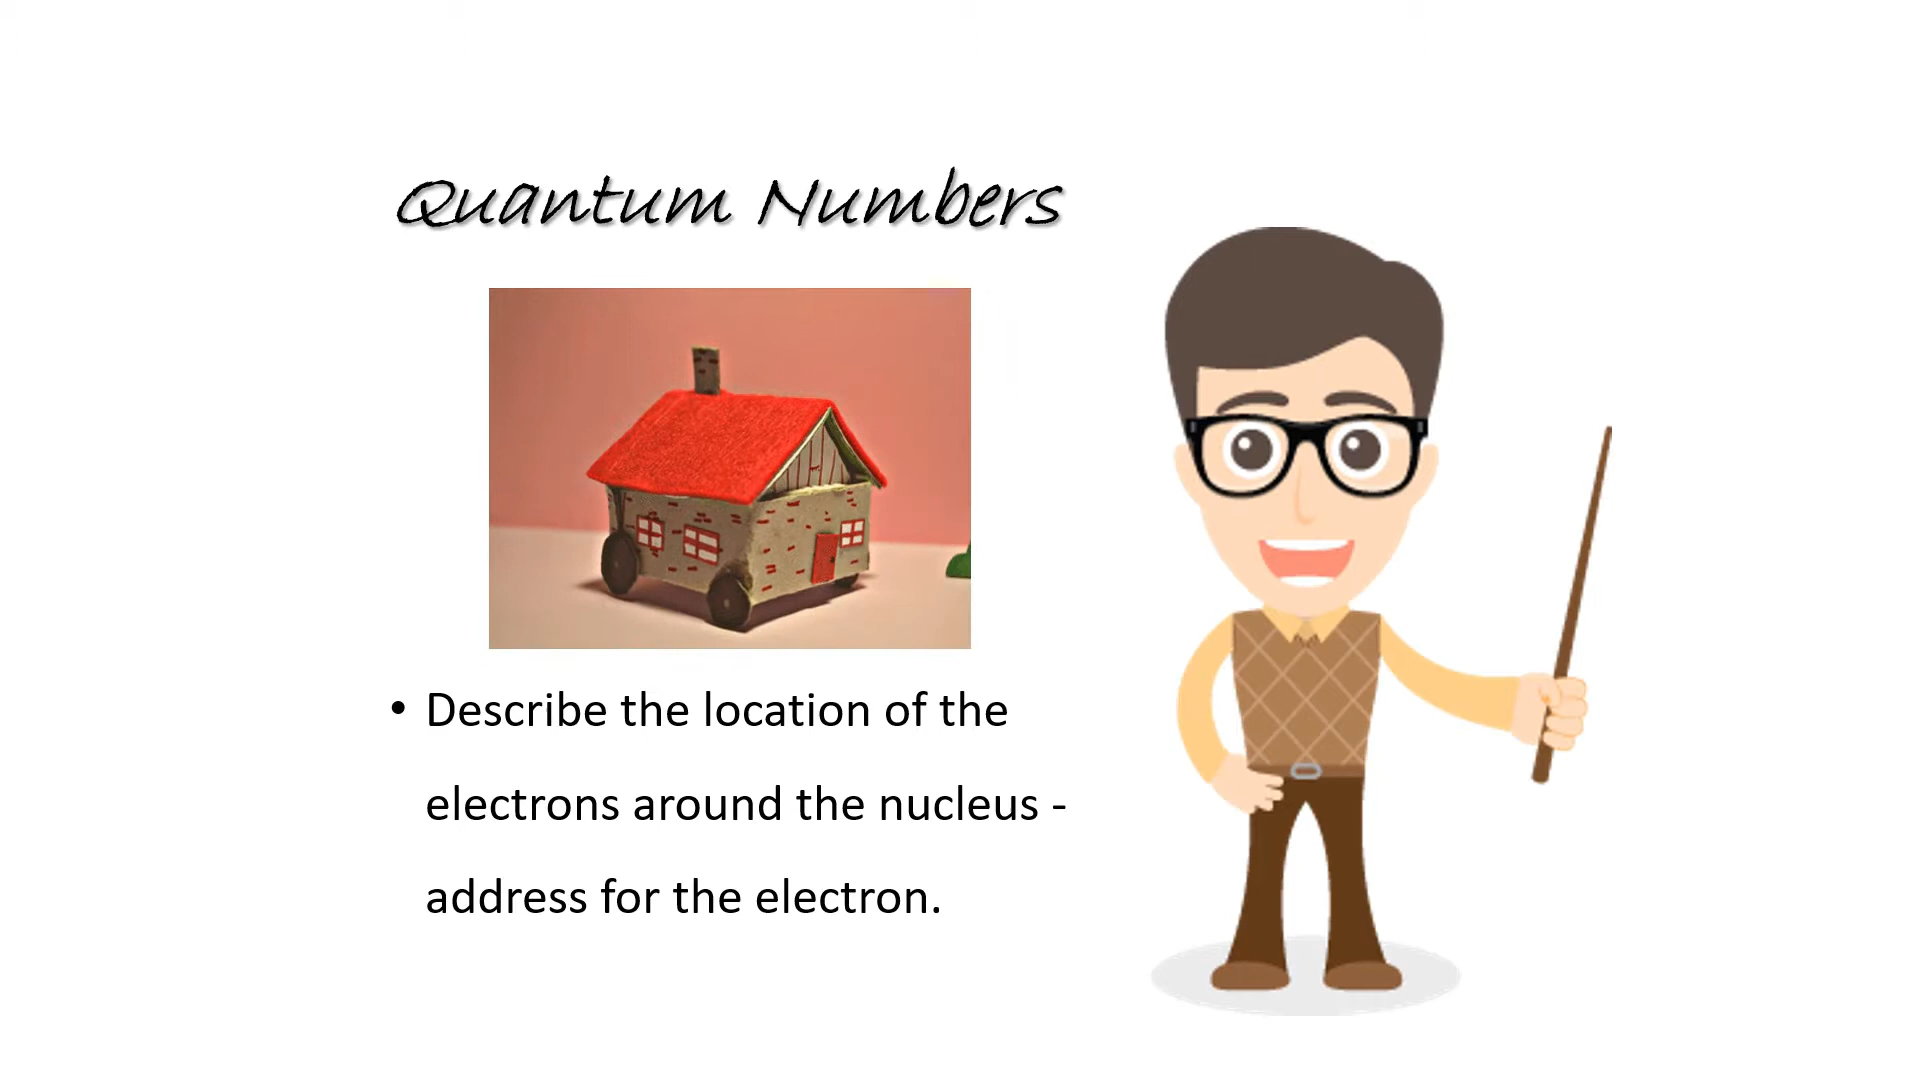 Quantum Numbers
• Describe the location of the
electrons around the nucleus -
address for the electron.